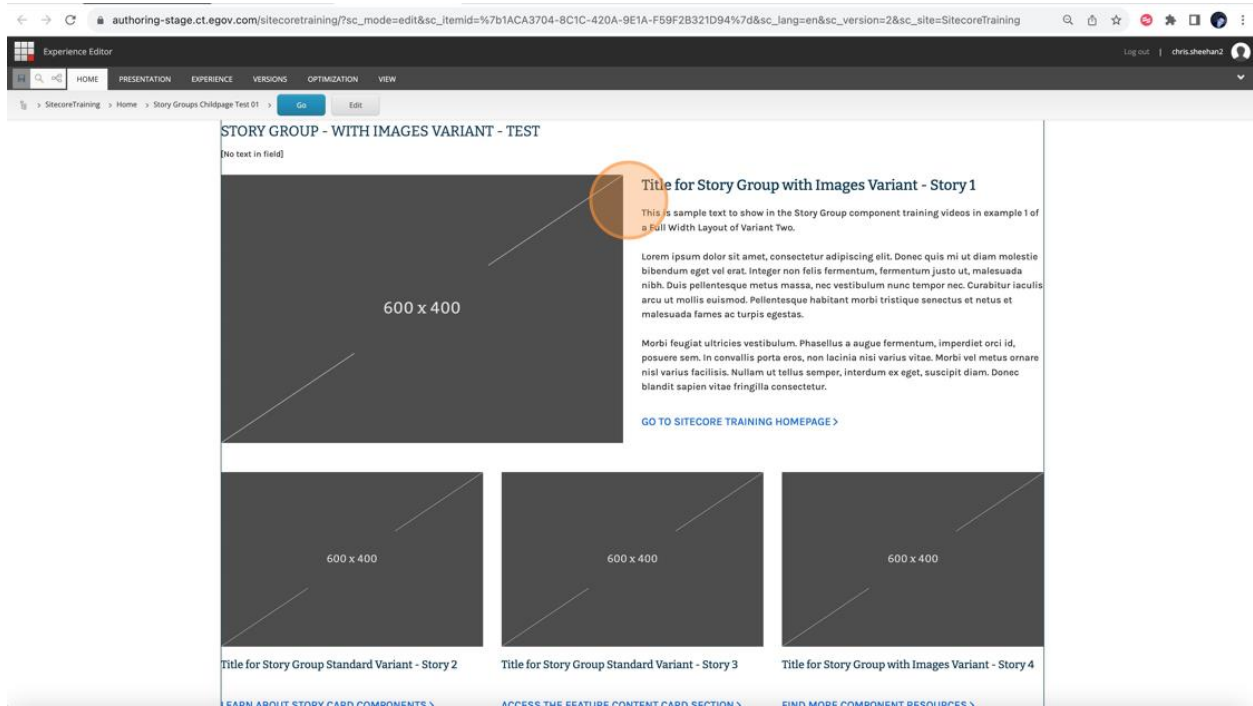 authoring-stage.ct.egov.com/sitecoretraining/?sc_mode=edit&sc_itemid=%7b1ACA3704-8C1C-420A-9E1A-F59F2B321D94%7d&sc_lang=en&sc_version=2&sc_site=SitecoreTraining
Experience Editor
Log out | chris.sheehan2
HOME PRESENTATION EXPERIENCE VERSIONS OPTIMIZATION VIEW
> SitecoreTraining > Home > Story Groups Childpage Test 01 > Go Edit
STORY GROUP - WITH IMAGES VARIANT - TEST
[No text in field]
600 x 400
Title for Story Group with Images Variant - Story 1
This is sample text to show in the Story Group component training videos in example 1 of
a Full Width Layout of Variant Two.
Lorem ipsum dolor sit amet, consectetur adipiscing elit. Donec quis mi ut diam molestie
bibendum eget vel erat. Integer non felis fermentum, fermentum justo ut, malesuada
nibh. Duis pellentesque metus massa, nec vestibulum nunc tempor nec. Curabitur iaculis
arcu ut mollis euismod. Pellentesque habitant morbi tristique senectus et netus et
malesuada fames ac turpis egestas.
Morbi feugiat ultricies vestibulum. Phasellus a augue fermentum, imperdiet orci id,
posuere sem. In convallis porta eros, non lacinia nisi varius vitae. Morbi vel metus ornare
nisl varius facilisis. Nullam ut tellus semper, interdum ex eget, suscipit diam. Donec
blandit sapien vitae fringilla consectetur.
GO TO SITECORE TRAINING HOMEPAGE >
600 x 400
600 x 400
600 x 400
Title for Story Group Standard Variant - Story 2
Title for Story Group Standard Variant - Story 3
Title for Story Group with Images Variant - Story 4
LEARN ABOUT STORY CARD COMPONENTS >
ACCESS THE FEATURE CONTENT CARD SECTION >
FIND MORE COMPONENT RESOURCES >